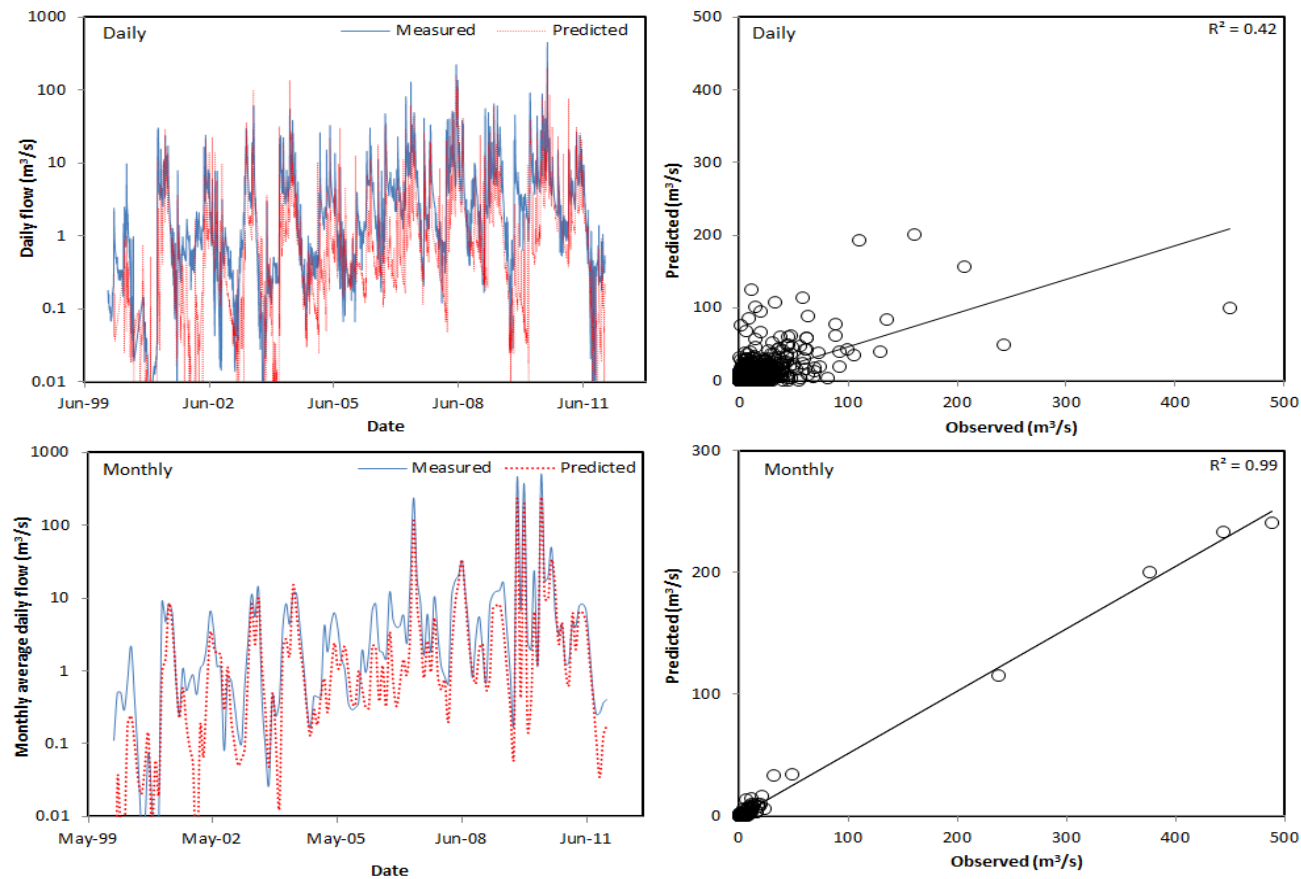 Daily
Measured
Predicted
1000
100
10
1
0.1
0.01
Daily flow (m³/s)
Jun-99
Jun-02
Jun-05
Jun-08
Jun-11
Date
Daily
R² = 0.42
500
400
300
200
100
0
Predicted(m³/s)
0
100
200
300
400
500
Observed (m³/s)
Monthly
Measured
Predicted
1000
100
10
1
0.1
0.01
Monthly average daily flow (m³/s)
May-99
May-02
May-05
Jun-08
Jun-11
Date
Monthly
R² = 0.99
300
200
100
0
Predicted(m³/s)
0
100
200
300
400
500
Observed (m³/s)